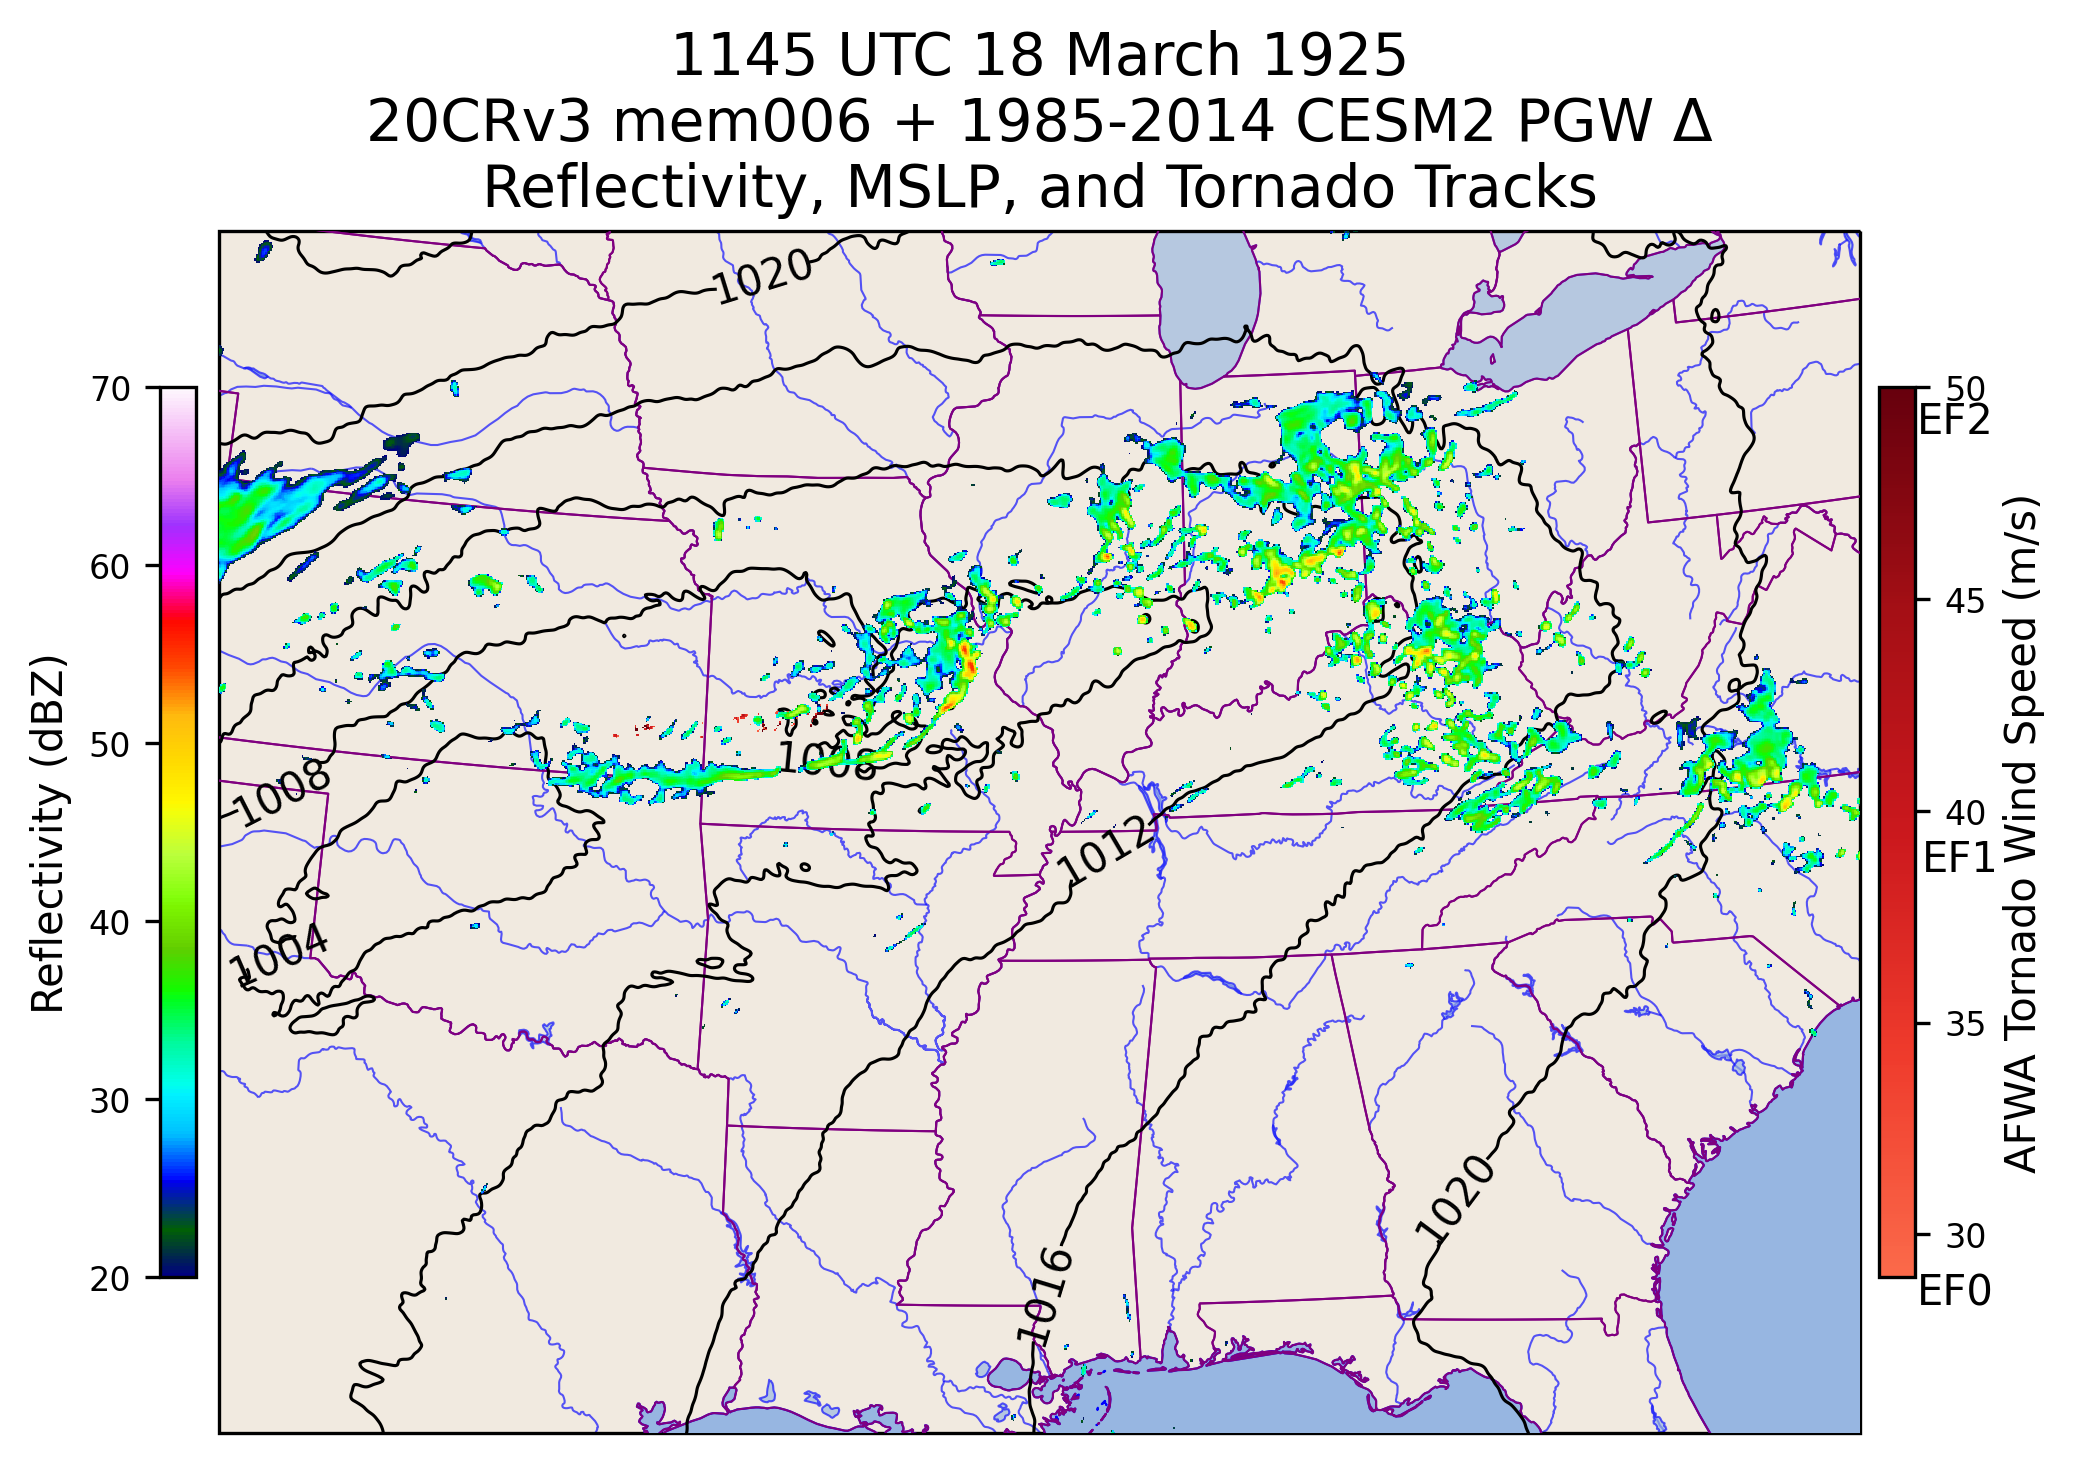 1145 UTC 18 March 1925
20CRv3 mem006 + 1985-2014 CESM2 PGW Δ
Reflectivity, MSLP, and Tornado Tracks
1020
70
60
50
40
30
20
Reflectivity (dBZ)
1008
1008
1004
1012
1016
1020
50
EF2
45
40
EF1
35
30
EF0
AFWA Tornado Wind Speed (m/s)